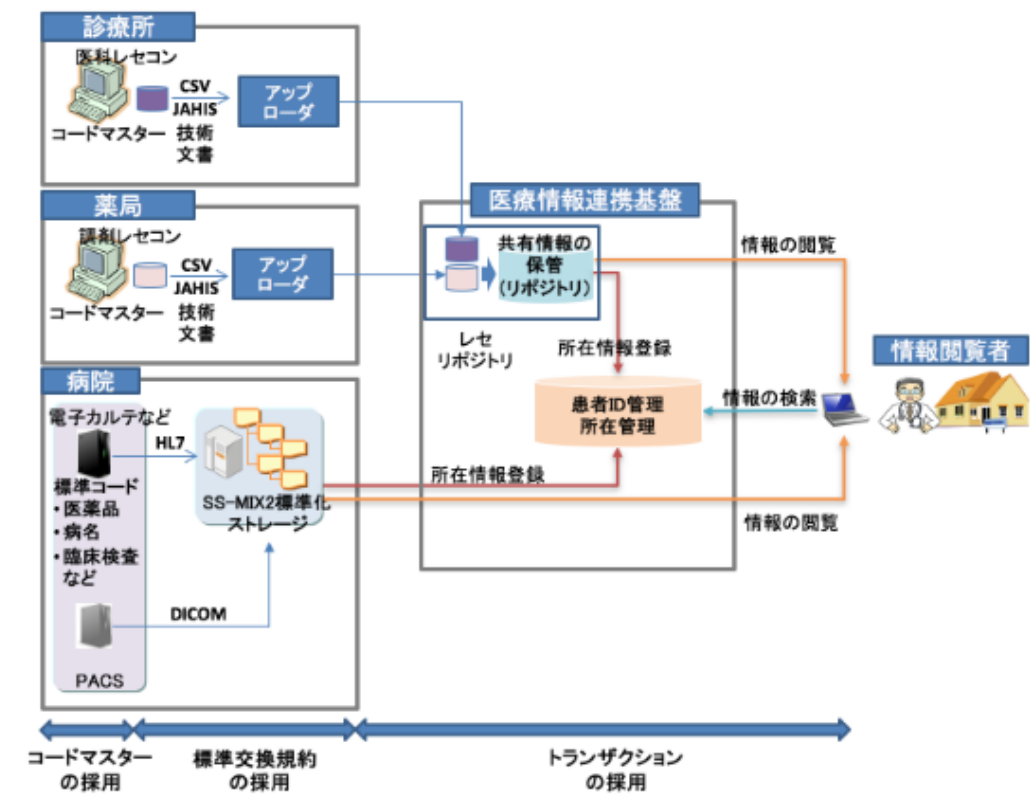 診療所
医科レセコン
CSV
JAHIS
技術
文書
コードマスター
アップ
ローダ
薬局
調剤レセコン
CSV
JAHIS
技術
文書
コードマスター
アップ
ローダ
医療情報連携基盤
共有情報の
保管
(リポジトリ)
レセ
リポジトリ
情報の閲覧
所在情報登録
患者ID管理
所在管理
情報の検索
情報閲覧者
病院
電子カルテなど
HL7
標準コード
・医薬品
・病名
・臨床検査
など
SS-MIX2標準化
ストレージ
所在情報登録
情報の閲覧
DICOM
PACS
コードマスター
の採用
標準交換規約
の採用
トランザクション
の採用